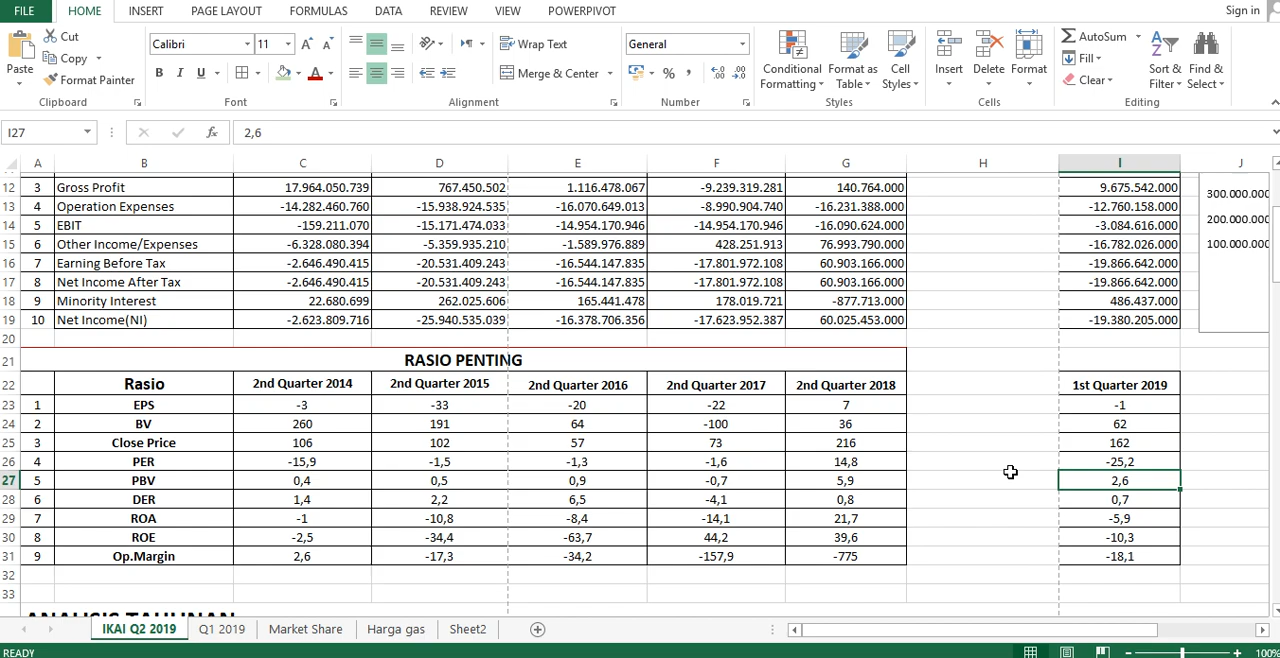 FILE HOME INSERT PAGE LAYOUT FORMULAS DATA REVIEW VIEW POWERPIVOT Sign in
Paste Cut Copy Format Painter Clipboard
Calibri 11 B I U Font
Wrap Text Merge & Center Alignment
General % Number
Conditional Formatting Format as Table Cell Styles Styles
Insert Delete Format Cells
AutoSum Fill Clear Sort & Filter Find & Select Editing
I27 fx 2,6
A B C D E F G H I J
12 3 Gross Profit 17.964.050.739 767.450.502 1.116.478.067 -9.239.319.281 140.764.000 9.675.542.000 300.000.000
13 4 Operation Expenses -14.282.460.760 -15.938.924.535 -16.070.649.013 -8.990.904.740 -16.231.388.000 -12.760.158.000 200.000.000
14 5 EBIT -159.211.070 -15.171.474.033 -14.954.170.946 -14.954.170.946 -16.090.624.000 -3.084.616.000
15 6 Other Income/Expenses -6.328.080.394 -5.359.935.210 -1.589.976.889 428.251.913 76.993.790.000 -16.782.026.000 100.000.000
16 7 Earning Before Tax -2.646.490.415 -20.531.409.243 -16.544.147.835 -17.801.972.108 60.903.166.000 -19.866.642.000
17 8 Net Income After Tax -2.646.490.415 -20.531.409.243 -16.544.147.835 -17.801.972.108 60.903.166.000 -19.866.642.000
18 9 Minority Interest 22.680.699 262.025.606 165.441.478 178.019.721 -877.713.000 486.437.000
19 10 Net Income(NI) -2.623.809.716 -25.940.535.039 -16.378.706.356 -17.623.952.387 60.025.453.000 -19.380.205.000
20
21 RASIO PENTING
22 Rasio 2nd Quarter 2014 2nd Quarter 2015 2nd Quarter 2016 2nd Quarter 2017 2nd Quarter 2018 1st Quarter 2019
23 1 EPS -3 -33 -20 -22 7 -1
24 2 BV 260 191 64 -100 36 62
25 3 Close Price 106 102 57 73 216 162
26 4 PER -15,9 -1,5 -1,3 -1,6 14,8 -25,2
27 5 PBV 0,4 0,5 0,9 -0,7 5,9 2,6
28 6 DER 1,4 2,2 6,5 -4,1 0,8 0,7
29 7 ROA -1 -10,8 -8,4 -14,1 21,7 -5,9
30 8 ROE -2,5 -34,4 -63,7 44,2 39,6 -10,3
31 9 Op.Margin 2,6 -17,3 -34,2 -157,9 -775 -18,1
32
33
ANALISIS TAHUNAN
IKAI Q2 2019 Q1 2019 Market Share Harga gas Sheet2
READY 100%